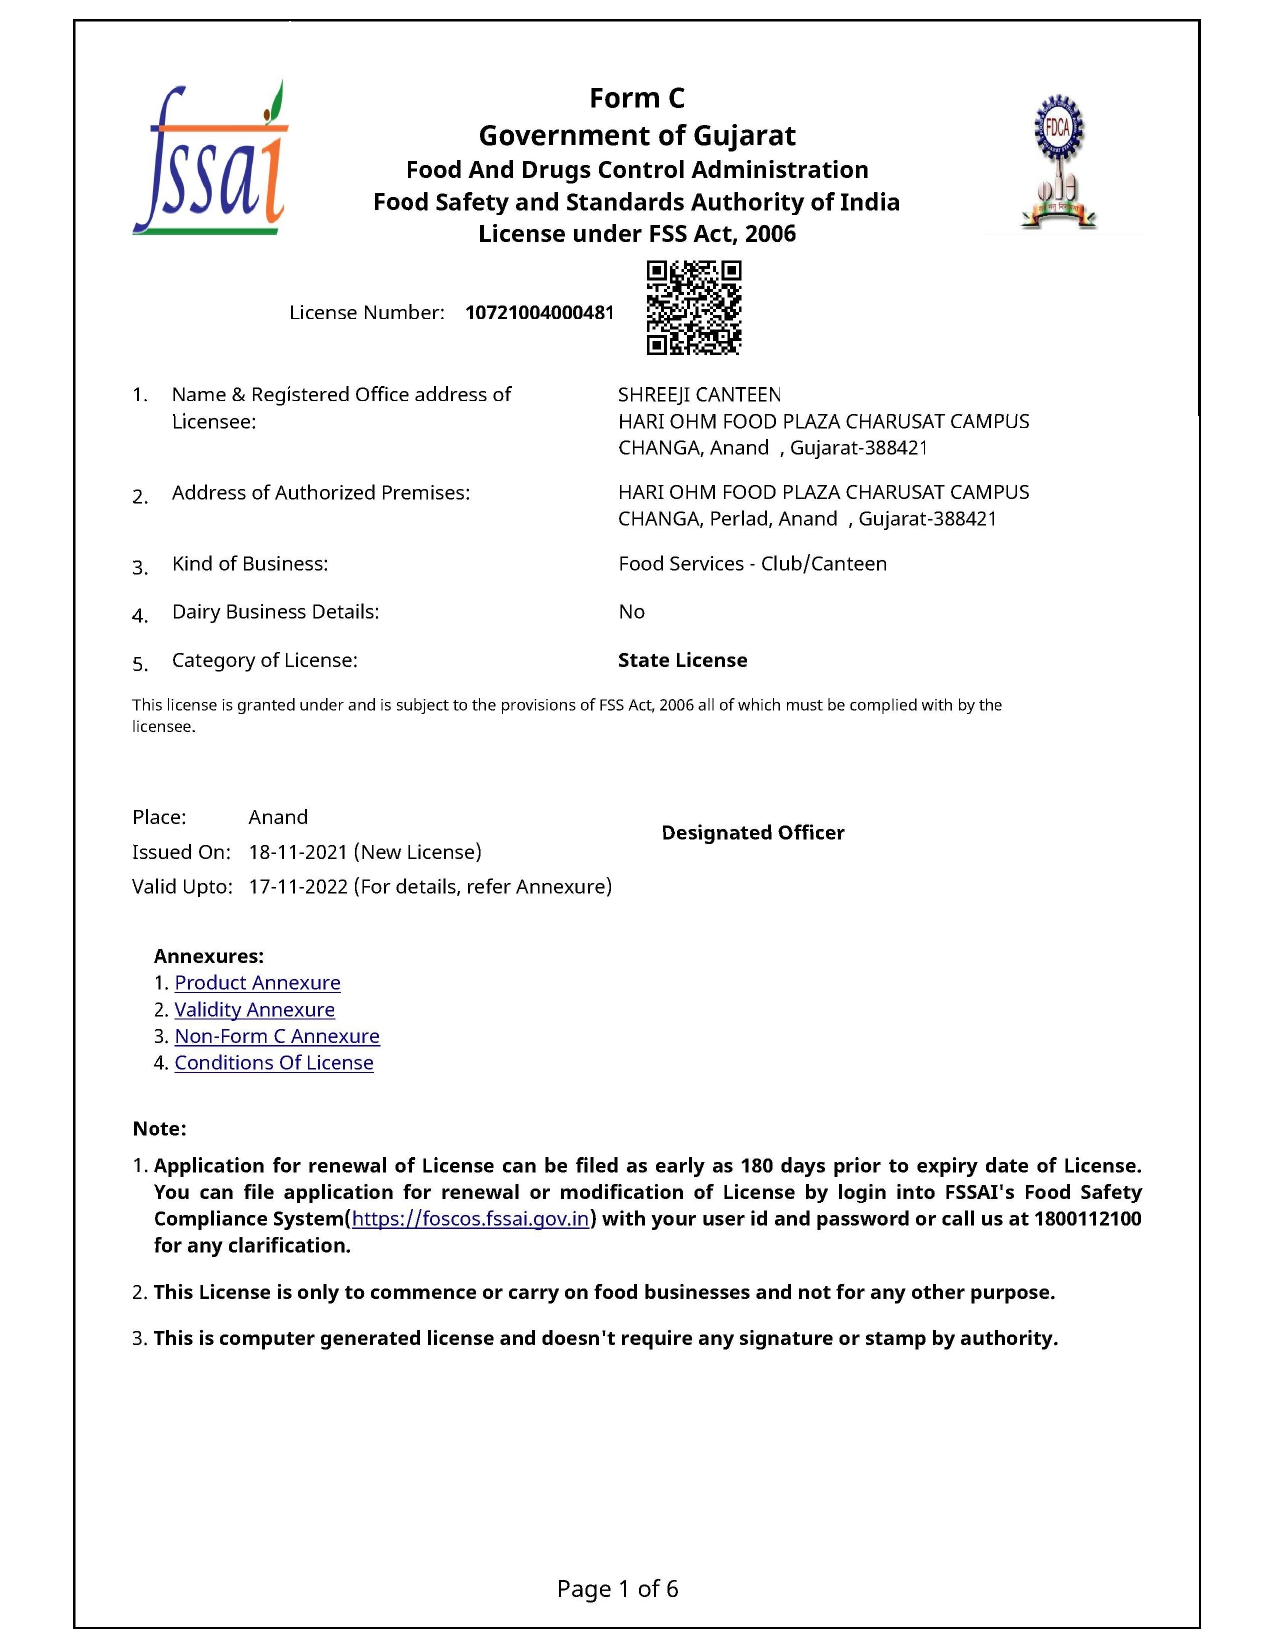 fssai
Form C
Government of Gujarat
Food And Drugs Control Administration
Food Safety and Standards Authority of India
License under FSS Act, 2006
FDCA
License Number: 10721004000481
1. Name & Registered Office address of Licensee:
SHREEJI CANTEEN
HARI OHM FOOD PLAZA CHARUSAT CAMPUS
CHANGA, Anand , Gujarat-388421
2. Address of Authorized Premises:
HARI OHM FOOD PLAZA CHARUSAT CAMPUS
CHANGA, Perlad, Anand , Gujarat-388421
3. Kind of Business: Food Services - Club/Canteen
4. Dairy Business Details: No
5. Category of License: State License
This license is granted under and is subject to the provisions of FSS Act, 2006 all of which must be complied with by the
licensee.
Place: Anand
Designated Officer
Issued On: 18-11-2021 (New License)
Valid Upto: 17-11-2022 (For details, refer Annexure)
Annexures:
1. Product Annexure
2. Validity Annexure
3. Non-Form C Annexure
4. Conditions Of License
Note:
1. Application for renewal of License can be filed as early as 180 days prior to expiry date of License.
You can file application for renewal or modification of License by login into FSSAI's Food Safety
Compliance System(https://foscos.fssai.gov.in) with your user id and password or call us at 1800112100
for any clarification.
2. This License is only to commence or carry on food businesses and not for any other purpose.
3. This is computer generated license and doesn't require any signature or stamp by authority.
Page 1 of 6